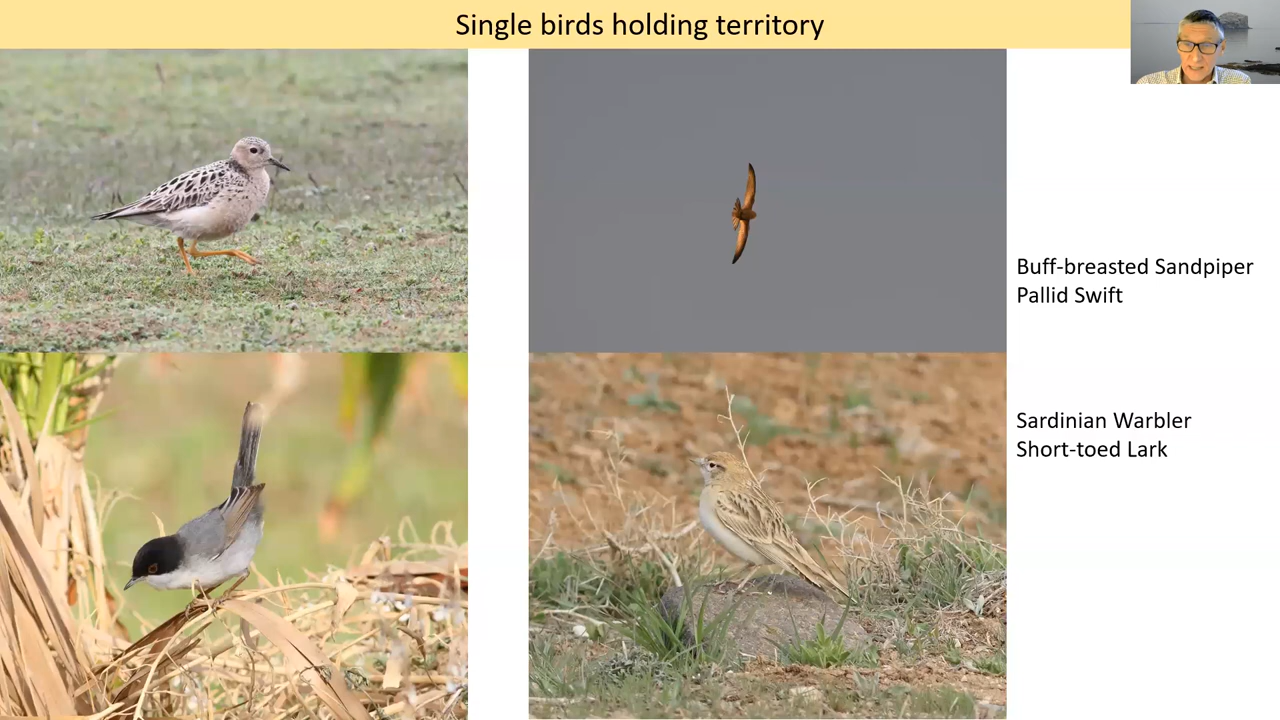 Single birds holding territory
Buff-breasted Sandpiper
Pallid Swift
Sardinian Warbler
Short-toed Lark